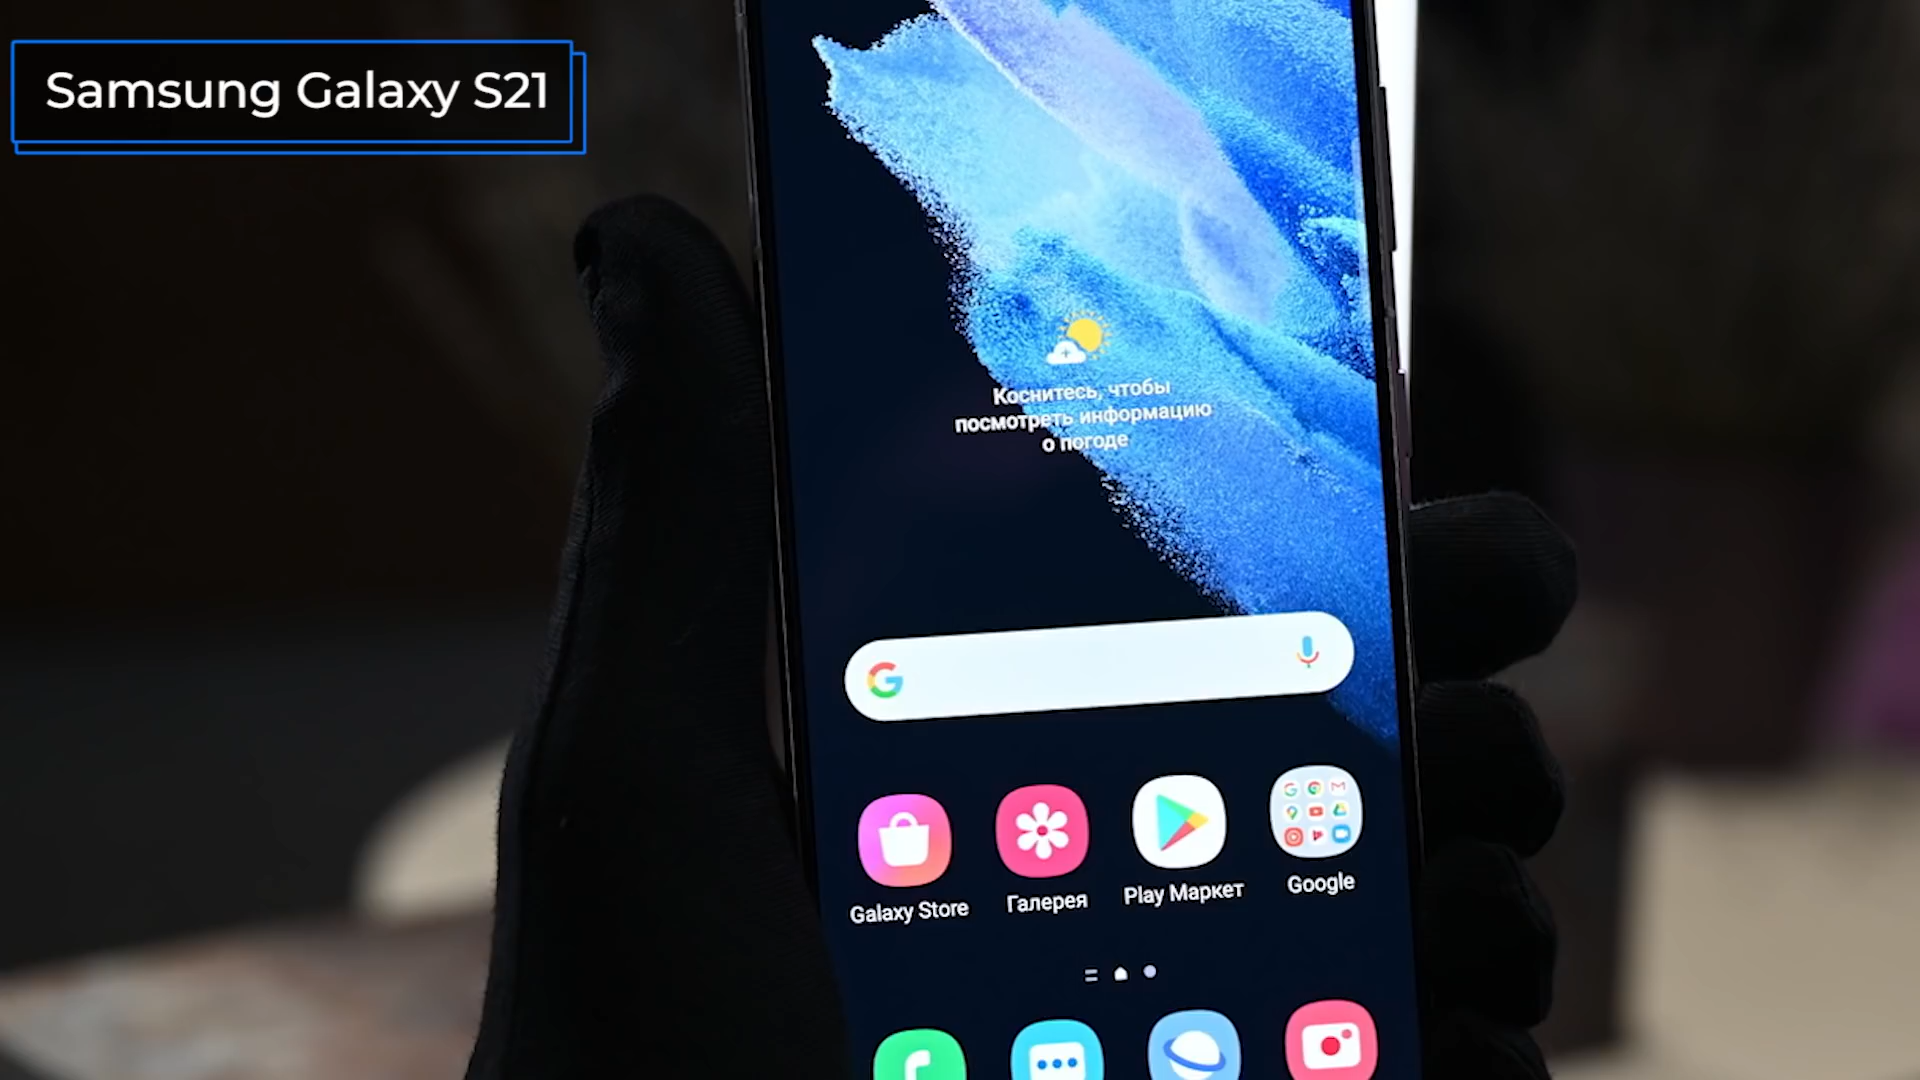 Samsung Galaxy S21
Коснитесь, чтобы
посмотреть информацию
о погоде
Galaxy Store
Галерея
Play Маркет
Google